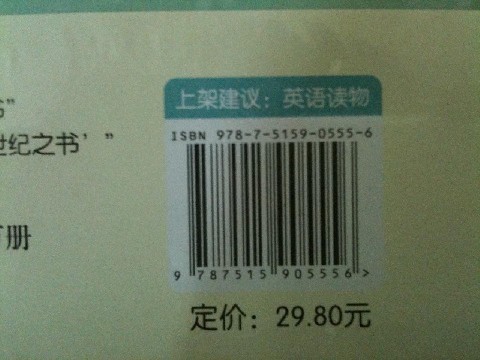 上架建议：英语读物
书”
ISBN 978-7-5159-0555-6
世纪之书’”
册
9 787515 905556 >
定价：29.80元